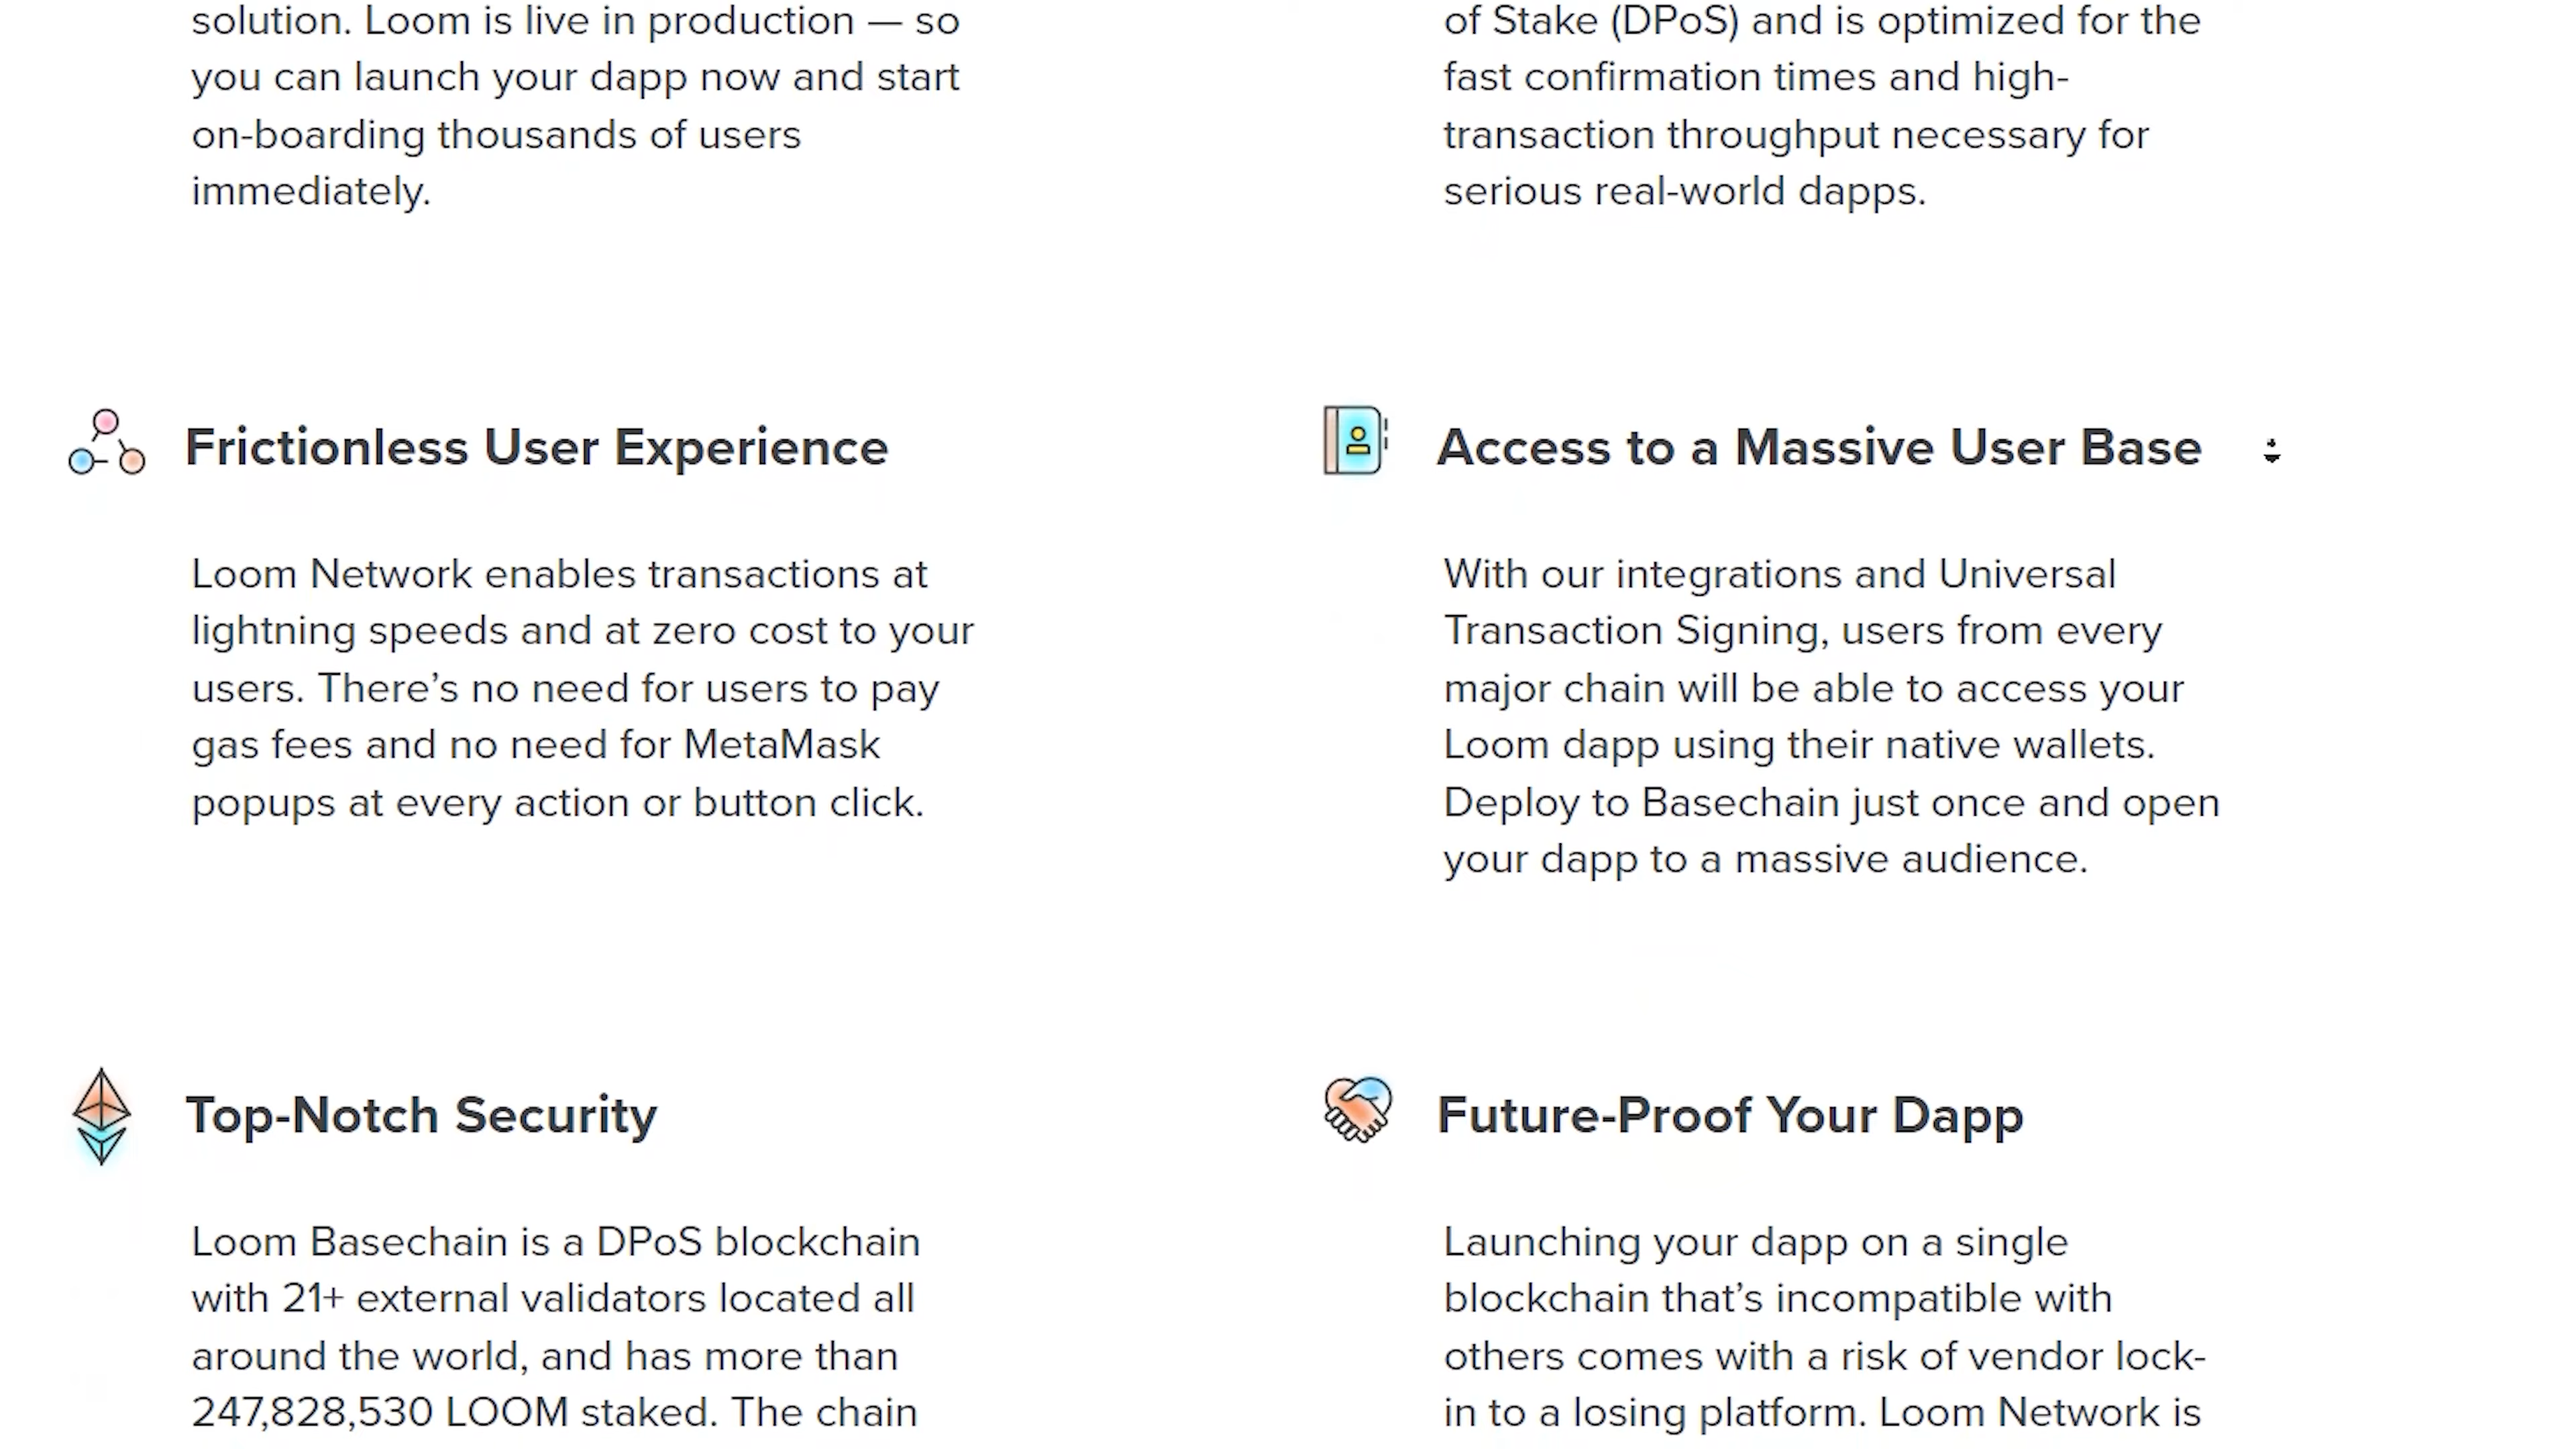 solution. Loom is live in production — so
you can launch your dapp now and start
on-boarding thousands of users
immediately.
of Stake (DPoS) and is optimized for the
fast confirmation times and high-
transaction throughput necessary for
serious real-world dapps.
Frictionless User Experience
Loom Network enables transactions at
lightning speeds and at zero cost to your
users. There’s no need for users to pay
gas fees and no need for MetaMask
popups at every action or button click.
Access to a Massive User Base
With our integrations and Universal
Transaction Signing, users from every
major chain will be able to access your
Loom dapp using their native wallets.
Deploy to Basechain just once and open
your dapp to a massive audience.
Top-Notch Security
Loom Basechain is a DPoS blockchain
with 21+ external validators located all
around the world, and has more than
247,828,530 LOOM staked. The chain
Future-Proof Your Dapp
Launching your dapp on a single
blockchain that’s incompatible with
others comes with a risk of vendor lock-
in to a losing platform. Loom Network is